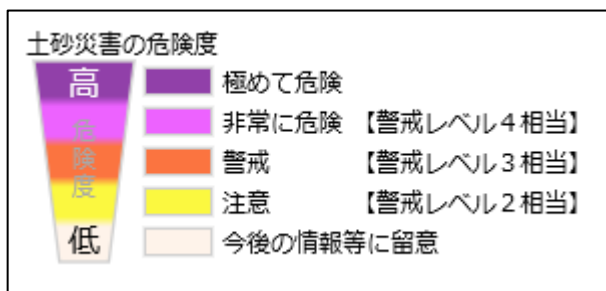 土砂災害の危険度
高
危険度
低
極めて危険
非常に危険 【警戒レベル4相当】
警戒 【警戒レベル3相当】
注意 【警戒レベル2相当】
今後の情報等に留意